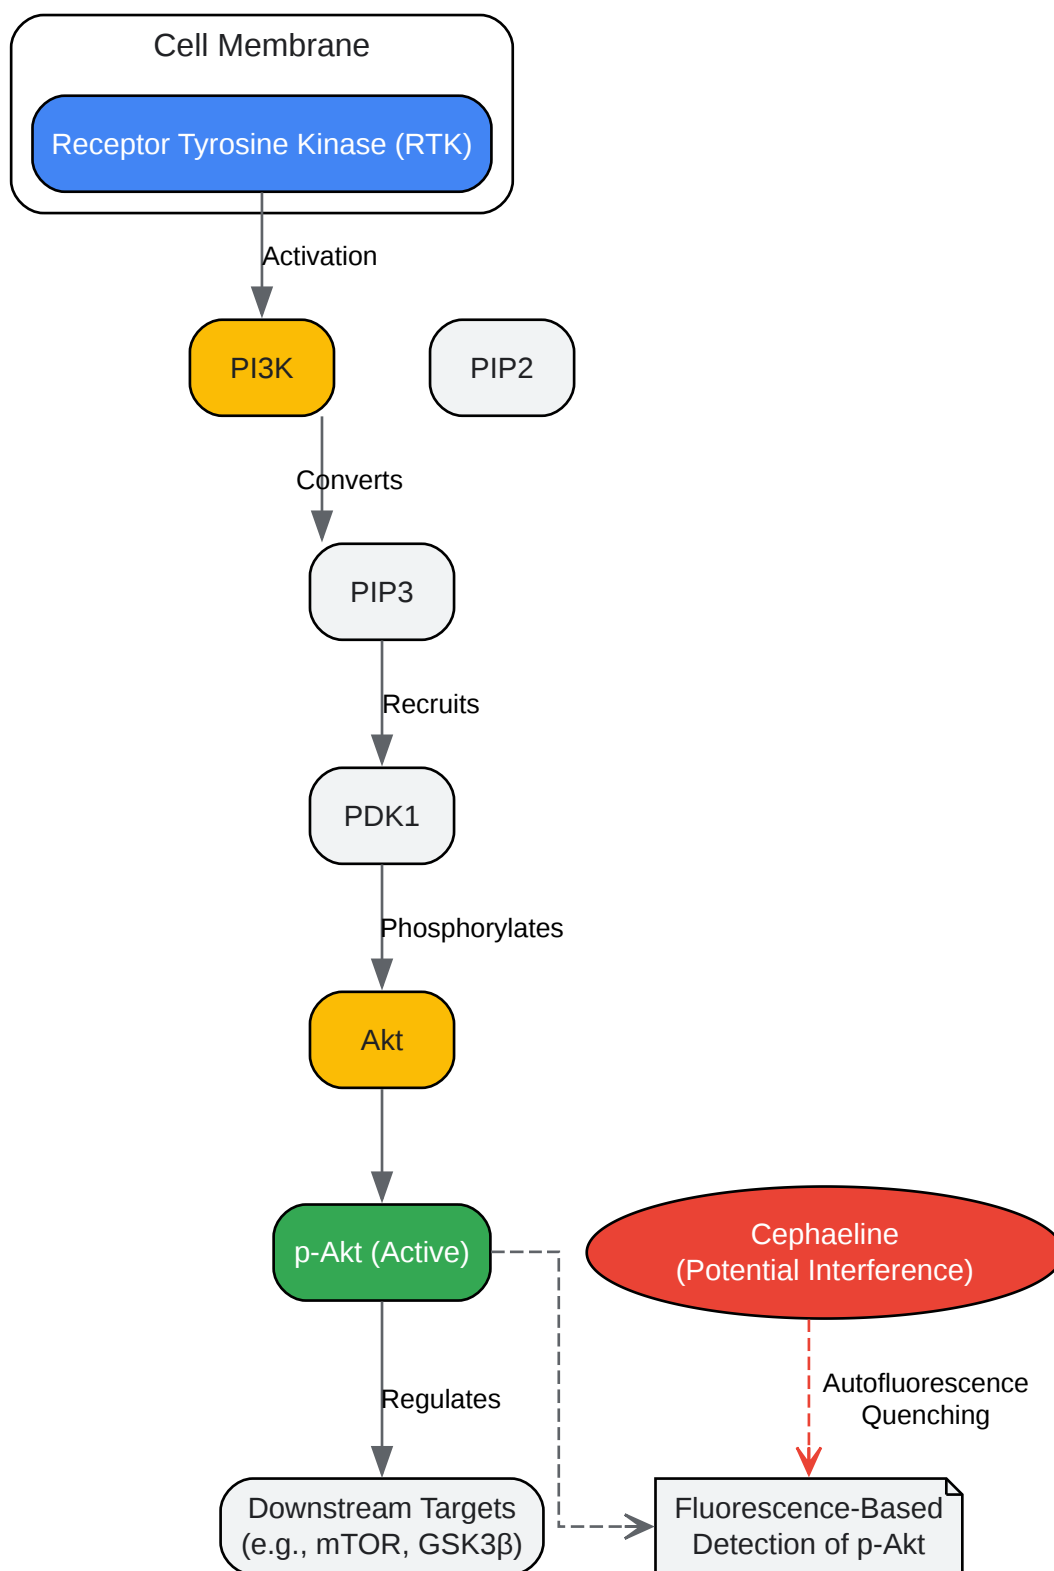 Cell Membrane
Receptor Tyrosine Kinase (RTK)
Activation
PI3K
PIP2
Converts
PIP3
Recruits
PDK1
Phosphorylates
Akt
p-Akt (Active)
Cephaeline
(Potential Interference)
Regulates
Autofluorescence
Quenching
Downstream Targets
(e.g., mTOR, GSK3β)
Fluorescence-Based
Detection of p-Akt